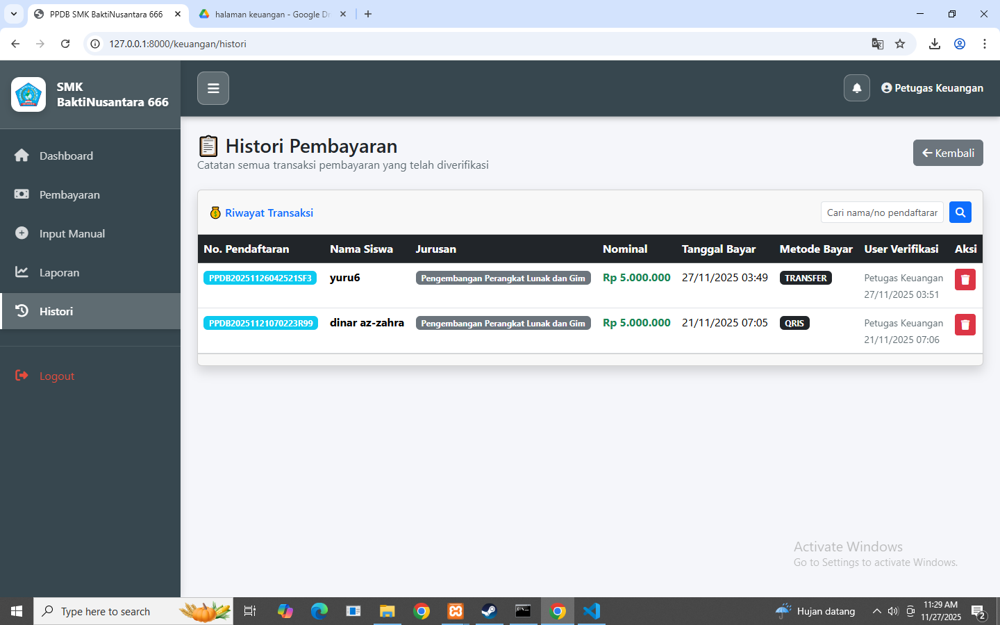 PPDB SMK BaktiNusantara 666
halaman keuangan - Google Dr
127.0.0.1:8000/keuangan/histori
SMK
BaktiNusantara 666
Petugas Keuangan
Dashboard
Pembayaran
Input Manual
Laporan
Histori
Logout
Histori Pembayaran
Catatan semua transaksi pembayaran yang telah diverifikasi
Kembali
Riwayat Transaksi
Cari nama/no pendaftaran
No. Pendaftaran Nama Siswa Jurusan Nominal Tanggal Bayar Metode Bayar User Verifikasi Aksi
PPDB20251126042521SF3 yuru6 Pengembangan Perangkat Lunak dan Gim Rp 5.000.000 27/11/2025 03:49 TRANSFER Petugas Keuangan
27/11/2025 03:51
PPDB20251121070223R99 dinar az-zahra Pengembangan Perangkat Lunak dan Gim Rp 5.000.000 21/11/2025 07:05 QRIS Petugas Keuangan
21/11/2025 07:06
Activate Windows
Go to Settings to activate Windows.
Type here to search
Hujan datang
11:29 AM
11/27/2025
2